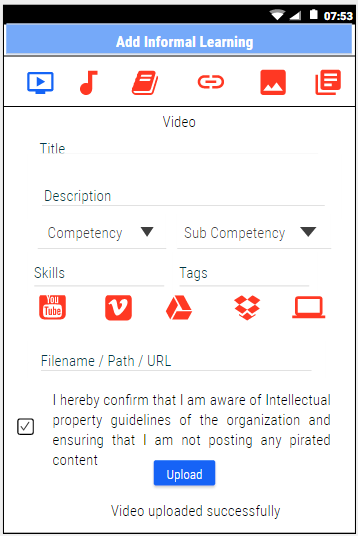 07:53
Add Informal Learning
Video
Title
Description
Competency Sub Competency
Skills Tags
You Tube
Filename / Path / URL
I hereby confirm that I am aware of Intellectual
property guidelines of the organization and
ensuring that I am not posting any pirated
content
Upload
Video uploaded successfully